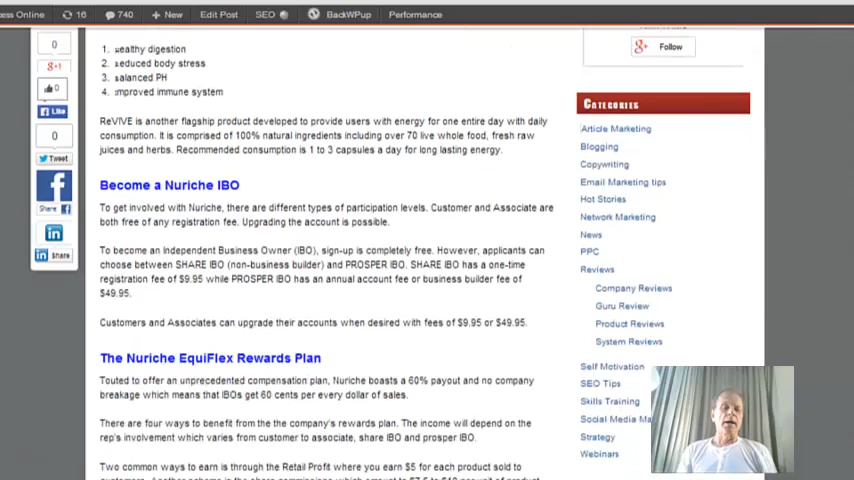 ess Online 16 740 + New Edit Post SEO BackWPup Performance
0
g+1
0
Like
0
Tweet
Share
in
in Share
1. ealthy digestion
2. educed body stress
3. alanced PH
4. mproved immune system
ReVIVE is another flagship product developed to provide users with energy for one entire day with daily
consumption. It is comprised of 100% natural ingredients including over 70 live whole food, fresh raw
juices and herbs. Recommended consumption is 1 to 3 capsules a day for long lasting energy.
Become a Nuriche IBO
To get involved with Nuriche, there are different types of participation levels. Customer and Associate are
both free of any registration fee. Upgrading the account is possible.
To become an Independent Business Owner (IBO), sign-up is completely free. However, applicants can
choose between SHARE IBO (non-business builder) and PROSPER IBO. SHARE IBO has a one-time
registration fee of $9.95 while PROSPER IBO has an annual account fee or business builder fee of
$49.95.
Customers and Associates can upgrade their accounts when desired with fees of $9.95 or $49.95.
The Nuriche EquiFlex Rewards Plan
Touted to offer an unprecedented compensation plan, Nuriche boasts a 60% payout and no company
breakage which means that IBOs get 60 cents per every dollar of sales.
There are four ways to benefit from the the company's rewards plan. The income will depend on the
rep's involvement which varies from customer to associate, share IBO and prosper IBO.
Two common ways to earn is through the Retail Profit where you earn $5 for each product sold to
g+ Follow
Categories
Article Marketing
Blogging
Copywriting
Email Marketing tips
Hot Stories
Network Marketing
News
PPC
Reviews
Company Reviews
Guru Review
Product Reviews
System Reviews
Self Motivation
SEO Tips
Skills Training
Social Media Ma
Strategy
Webinars